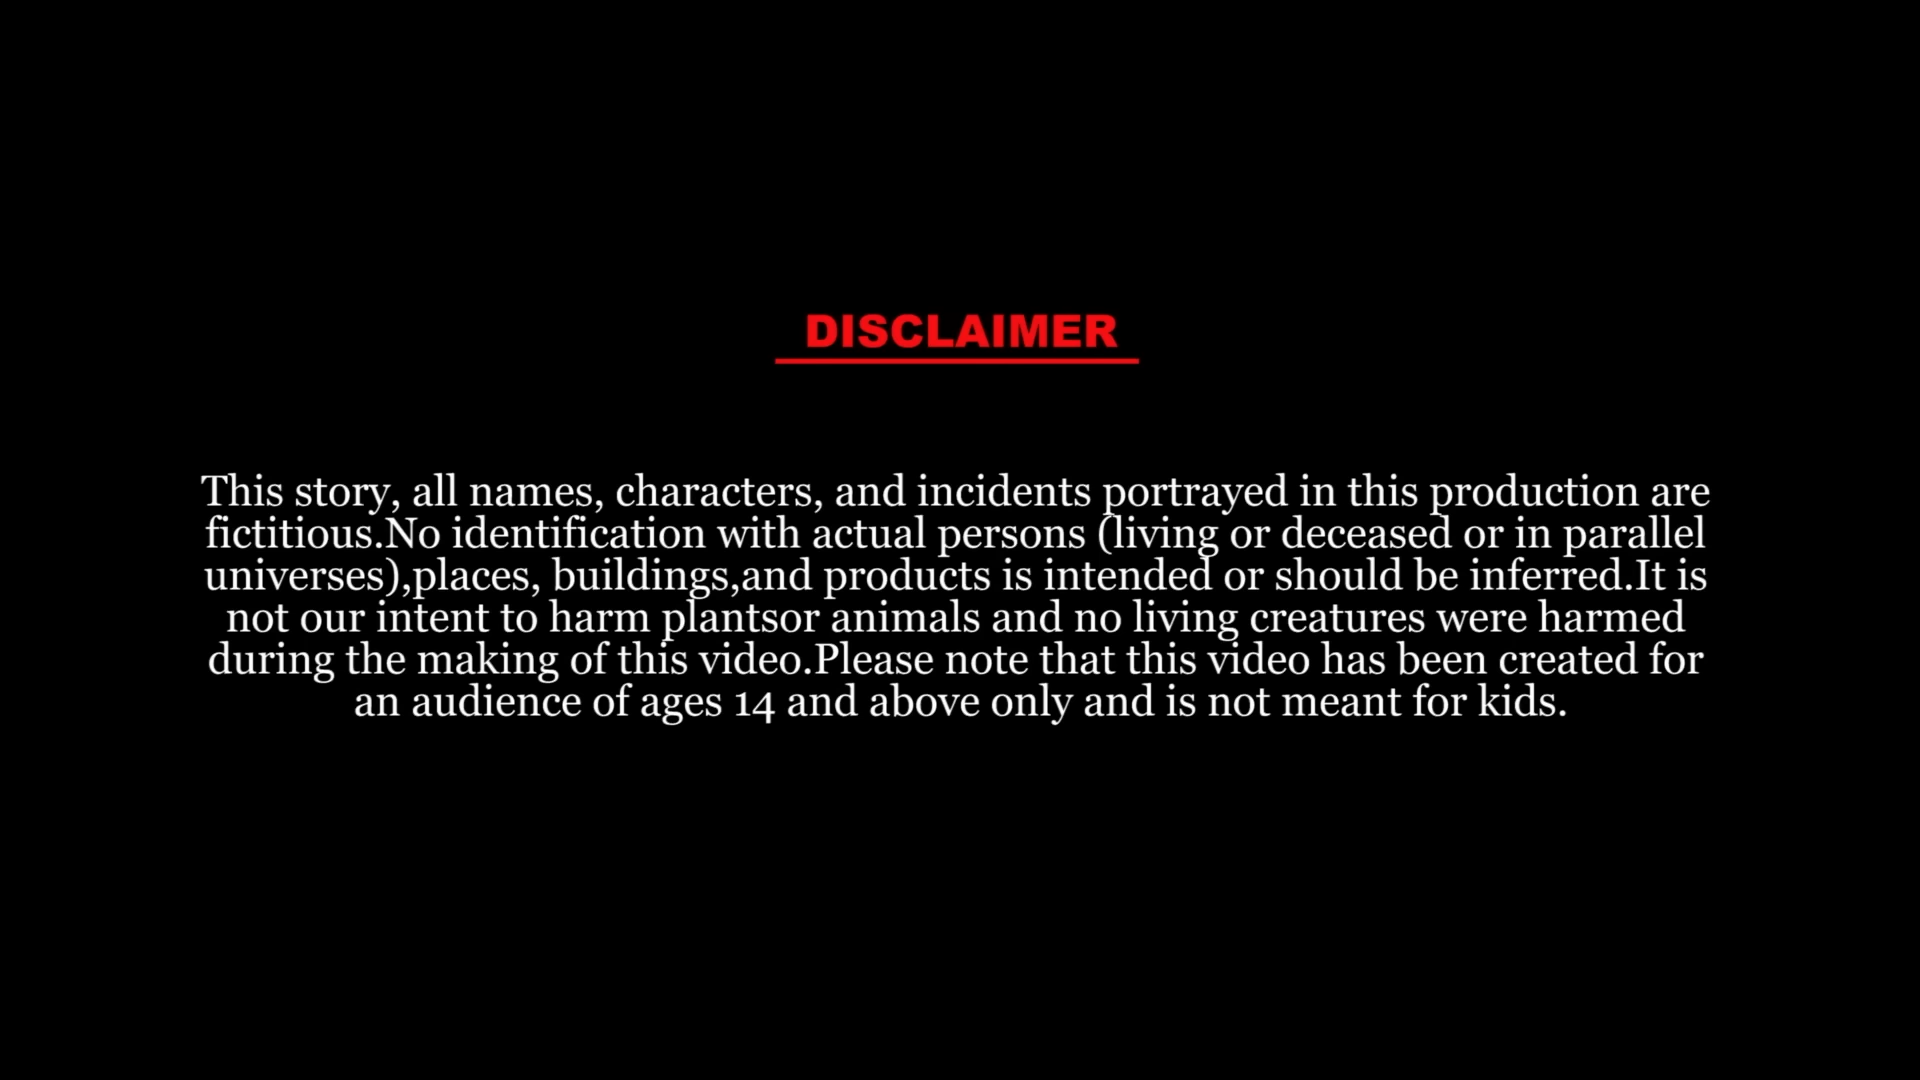 DISCLAIMER
This story, all names, characters, and incidents portrayed in this production are
fictitious.No identification with actual persons (living or deceased or in parallel
universes),places, buildings,and products is intended or should be inferred.It is
not our intent to harm plantsor animals and no living creatures were harmed
during the making of this video.Please note that this video has been created for
an audience of ages 14 and above only and is not meant for kids.